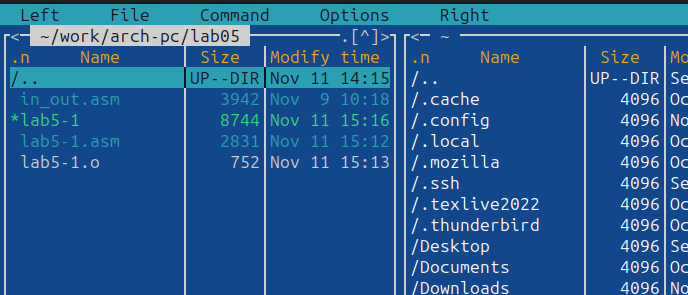 Left File Command Options Right
~/work/arch-pc/lab05 .[^]> <- ~
.n Name Size Modify time .n Name Size Mo
/.. UP--DIR Nov 11 14:15 /.. UP--DIR Se
in_out.asm 3942 Nov 9 10:18 /.cache 4096 Oc
*lab5-1 8744 Nov 11 15:16 /.config 4096 No
lab5-1.asm 2831 Nov 11 15:12 /.local 4096 Oc
lab5-1.o 752 Nov 11 15:13 /.mozilla 4096 Oc
/.ssh 4096 Se
/.texlive2022 4096 Oc
/.thunderbird 4096 Oc
/Desktop 4096 Se
/Documents 4096 Oc
/Downloads 4096 No